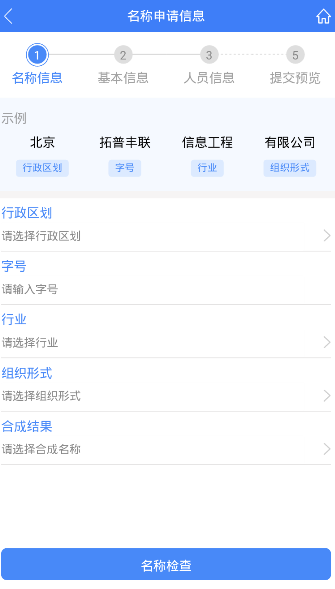 名称申请信息
1 2 3 5
名称信息 基本信息 人员信息 提交预览
示例
北京 拓普丰联 信息工程 有限公司
行政区划 字号 行业 组织形式
行政区划
请选择行政区划
字号
请输入字号
行业
请选择行业
组织形式
请选择组织形式
合成结果
请选择合成名称
名称检查